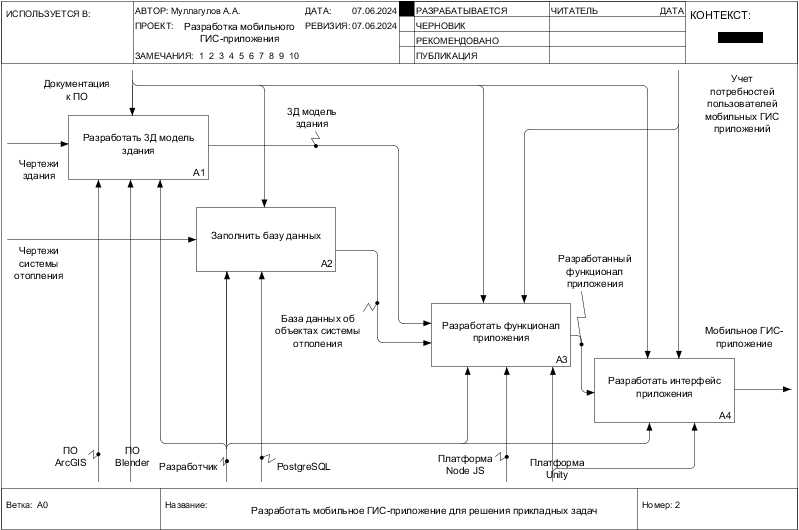 ИСПОЛЬЗУЕТСЯ В:
АВТОР: Муллагулов А.А.
ДАТА: 07.06.2024
ПРОЕКТ: Разработка мобильного
ГИС-приложения
РЕВИЗИЯ: 07.06.2024
ЗАМЕЧАНИЯ: 1 2 3 4 5 6 7 8 9 10
РАЗРАБАТЫВАЕТСЯ
ЧЕРНОВИК
РЕКОМЕНДОВАНО
ПУБЛИКАЦИЯ
ЧИТАТЕЛЬ ДАТА
КОНТЕКСТ:
Документация
к ПО
Учет
потребностей
пользователей
мобильных ГИС
приложений
3Д модель
здания
Разработать 3Д модель
здания
A1
Чертежи
здания
Заполнить базу данных
A2
Чертежи
системы
отопления
Разработанный
функционал
приложения
База данных об
объектах системы
отполения
Разработать функционал
приложения
A3
Мобильное ГИС-
приложение
Разработать интерфейс
приложения
A4
ПО
ArcGIS
ПО
Blender
Разработчик
PostgreSQL
Платформа
Node JS
Платформа
Unity
Ветка: A0
Название:
Разработать мобильное ГИС-приложение для решения прикладных задач
Номер: 2